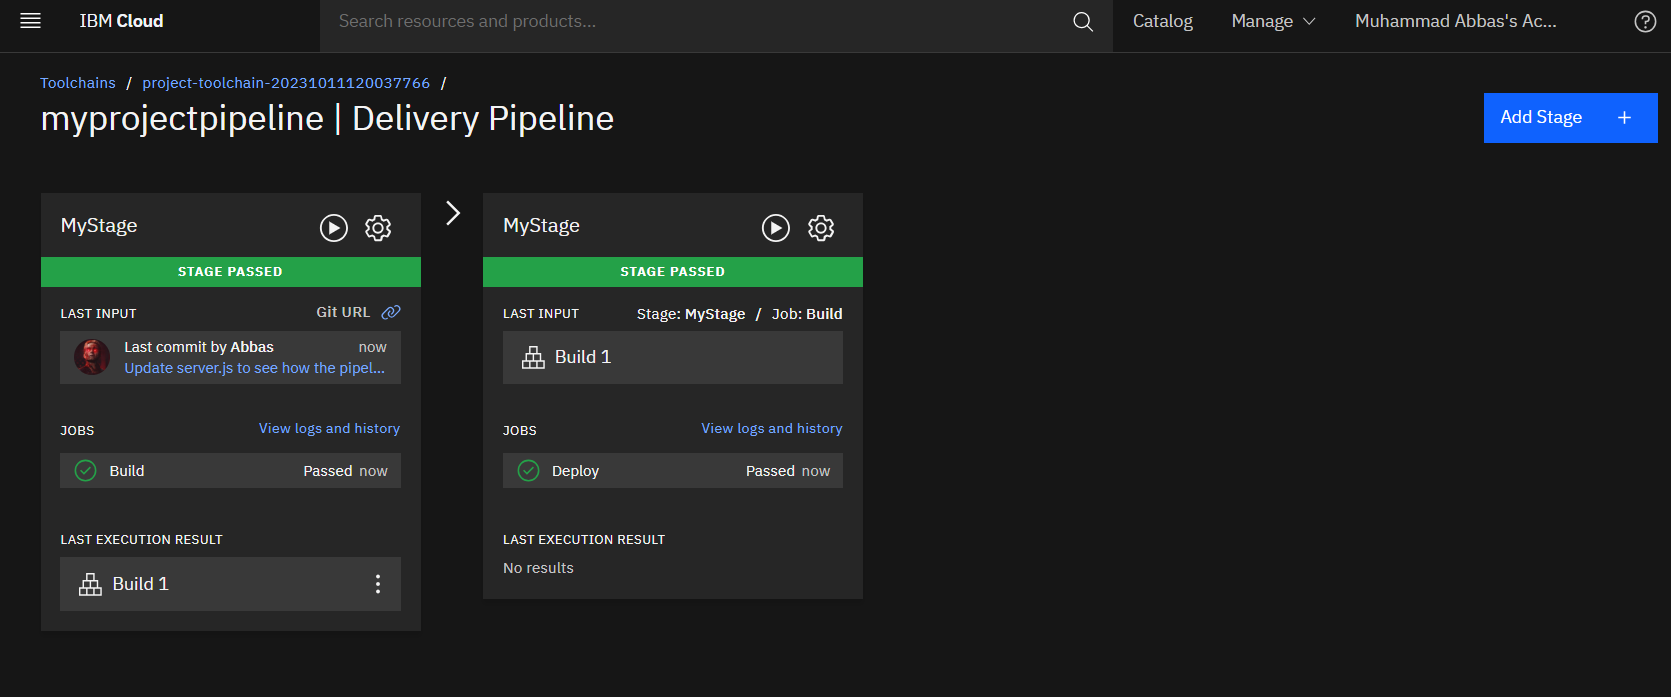 IBM Cloud
Search resources and products...
Catalog
Manage
Muhammad Abbas's Ac...
Toolchains / project-toolchain-20231011120037766 /
myprojectpipeline | Delivery Pipeline
Add Stage +
MyStage
STAGE PASSED
LAST INPUT Git URL
Last commit by Abbas now
Update server.js to see how the pipel...
JOBS View logs and history
Build Passed now
LAST EXECUTION RESULT
Build 1
MyStage
STAGE PASSED
LAST INPUT Stage: MyStage / Job: Build
Build 1
JOBS View logs and history
Deploy Passed now
LAST EXECUTION RESULT
No results